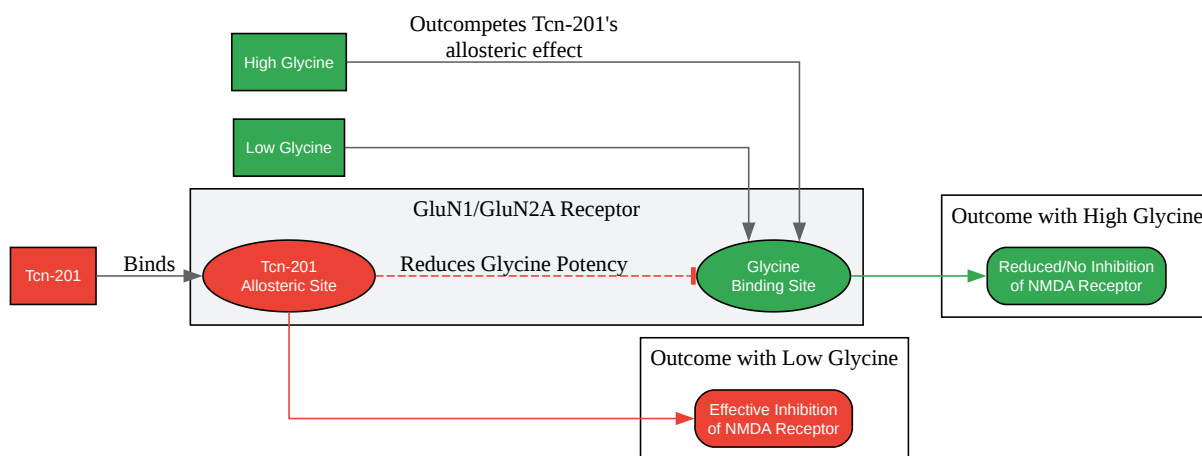 Outcompetes Tcn-201's
allosteric effect
High Glycine
Low Glycine
GluN1/GluN2A Receptor
Tcn-201
Binds
Tcn-201
Allosteric Site
Reduces Glycine Potency
Glycine
Binding Site
Outcome with High Glycine
Reduced/No Inhibition
of NMDA Receptor
Outcome with Low Glycine
Effective Inhibition
of NMDA Receptor